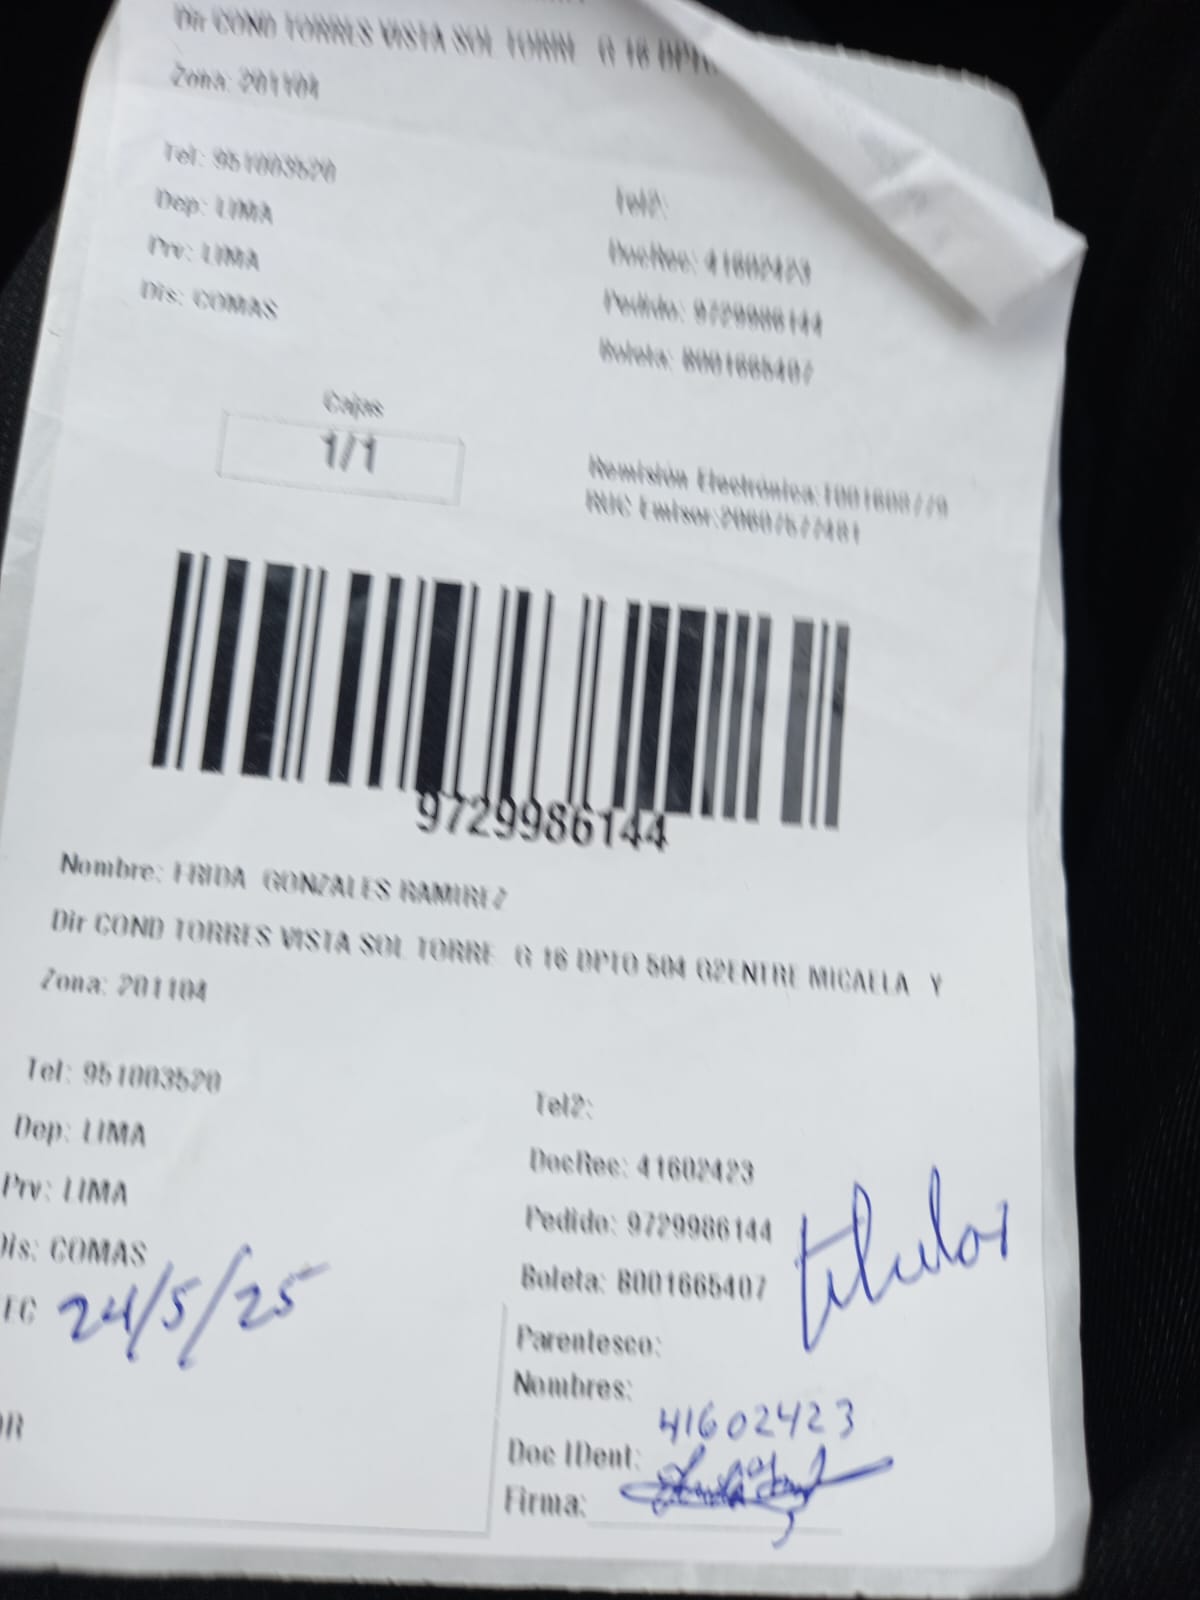 Dir COND TORRES VISTA SOL TORRE G 16 DPTO
Zona: 201104
Tel: 951003520
Dep: LIMA
Prv: LIMA
Dis: COMAS
Tel2:
DocRec: 41602423
Pedido: 9729986144
Boleta: B001665407
Cajas
1/1
Remisión Electrónica:T001608779
RUC Emisor:20607577481
9729986144
Nombre: FRIDA GONZALES RAMIREZ
Dir COND TORRES VISTA SOL TORRE G 16 DPTO 504 G2ENTRE MICAELA Y
Zona: 201104
Tel: 951003520
Dep: LIMA
Prv: LIMA
Dis: COMAS
24/5/25
Tel2:
DocRec: 41602423
Pedido: 9729986144
Boleta: B001665407
titular
Parentesco:
Nombres:
41602423
Doc IDent:
Firma: